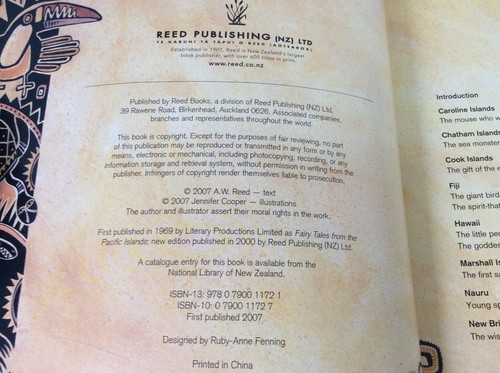 REED PUBLISHING (NZ) LTD
TE HARUNI TĀ TĀPUI O REED (AOTEAROA)
Established in 1907, Reed is New Zealand's largest
book publisher, with over 600 titles in print.
www.reed.co.nz
Published by Reed Books, a division of Reed Publishing (NZ) Ltd,
39 Rawene Road, Birkenhead, Auckland 0626. Associated companies,
branches and representatives throughout the world.
This book is copyright. Except for the purposes of fair reviewing, no part
of this publication may be reproduced or transmitted in any form or by any
means, electronic or mechanical, including photocopying, recording, or any
information storage and retrieval system, without permission in writing from the
publisher. Infringers of copyright render themselves liable to prosecution.
© 2007 A.W. Reed — text
© 2007 Jennifer Cooper — illustrations
The author and illustrator assert their moral rights in the work.
First published in 1969 by Literary Productions Limited as Fairy Tales from the
Pacific Islands; new edition published in 2000 by Reed Publishing (NZ) Ltd.
A catalogue entry for this book is available from the
National Library of New Zealand.
ISBN-13: 978 0 7900 1172 1
ISBN-10: 0 7900 1172 7
First published 2007
Designed by Ruby-Anne Fenning
Printed in China
Introduction
Caroline Islands
The mouse who w
Chatham Islands
The sea monster
Cook Islands
The gift of the e
Fiji
The giant bird
The spirit-that
Hawaii
The little pe
The goddes
Marshall Is
The first sa
Nauru
Young sp
New Bri
The wis